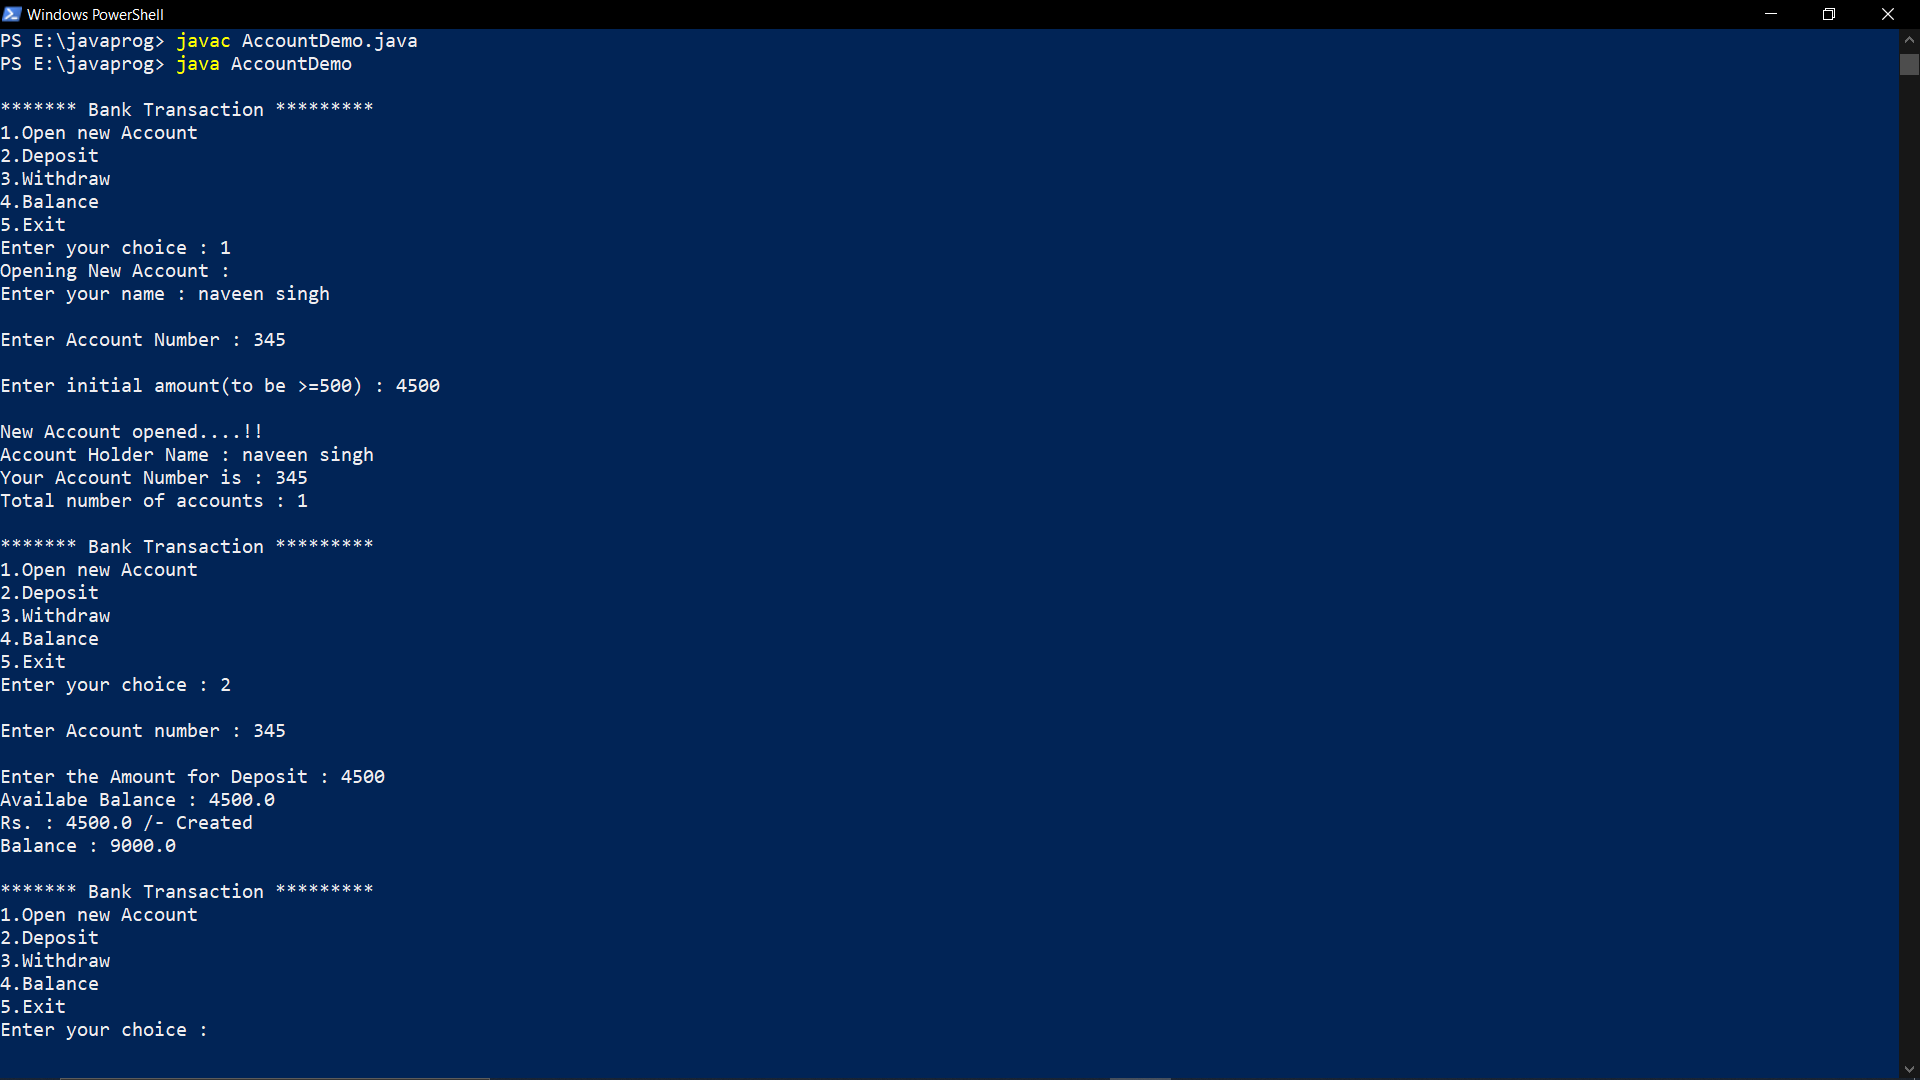 Windows PowerShell
PS E:\javaprog> javac AccountDemo.java
PS E:\javaprog> java AccountDemo
******* Bank Transaction *********
1.Open new Account
2.Deposit
3.Withdraw
4.Balance
5.Exit
Enter your choice : 1
Opening New Account :
Enter your name : naveen singh
Enter Account Number : 345
Enter initial amount(to be >=500) : 4500
New Account opened....!!
Account Holder Name : naveen singh
Your Account Number is : 345
Total number of accounts : 1
******* Bank Transaction *********
1.Open new Account
2.Deposit
3.Withdraw
4.Balance
5.Exit
Enter your choice : 2
Enter Account number : 345
Enter the Amount for Deposit : 4500
Availabe Balance : 4500.0
Rs. : 4500.0 /- Created
Balance : 9000.0
******* Bank Transaction *********
1.Open new Account
2.Deposit
3.Withdraw
4.Balance
5.Exit
Enter your choice :